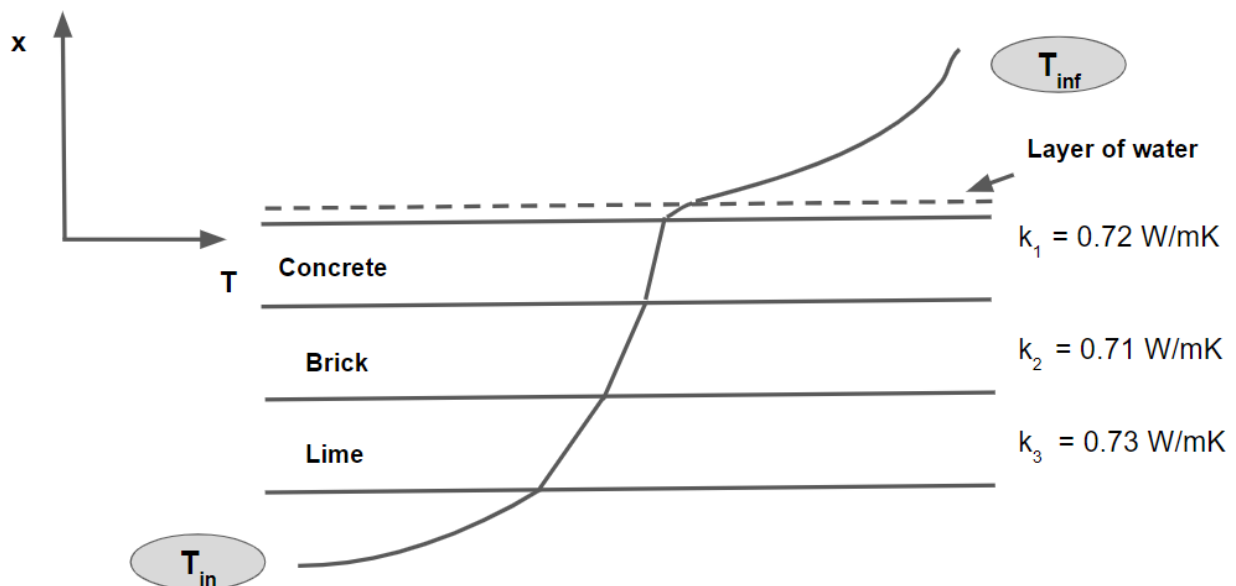 x
T_inf
Layer of water
k_1 = 0.72 W/mK
T
Concrete
Brick
k_2 = 0.71 W/mK
Lime
k_3 = 0.73 W/mK
T_in